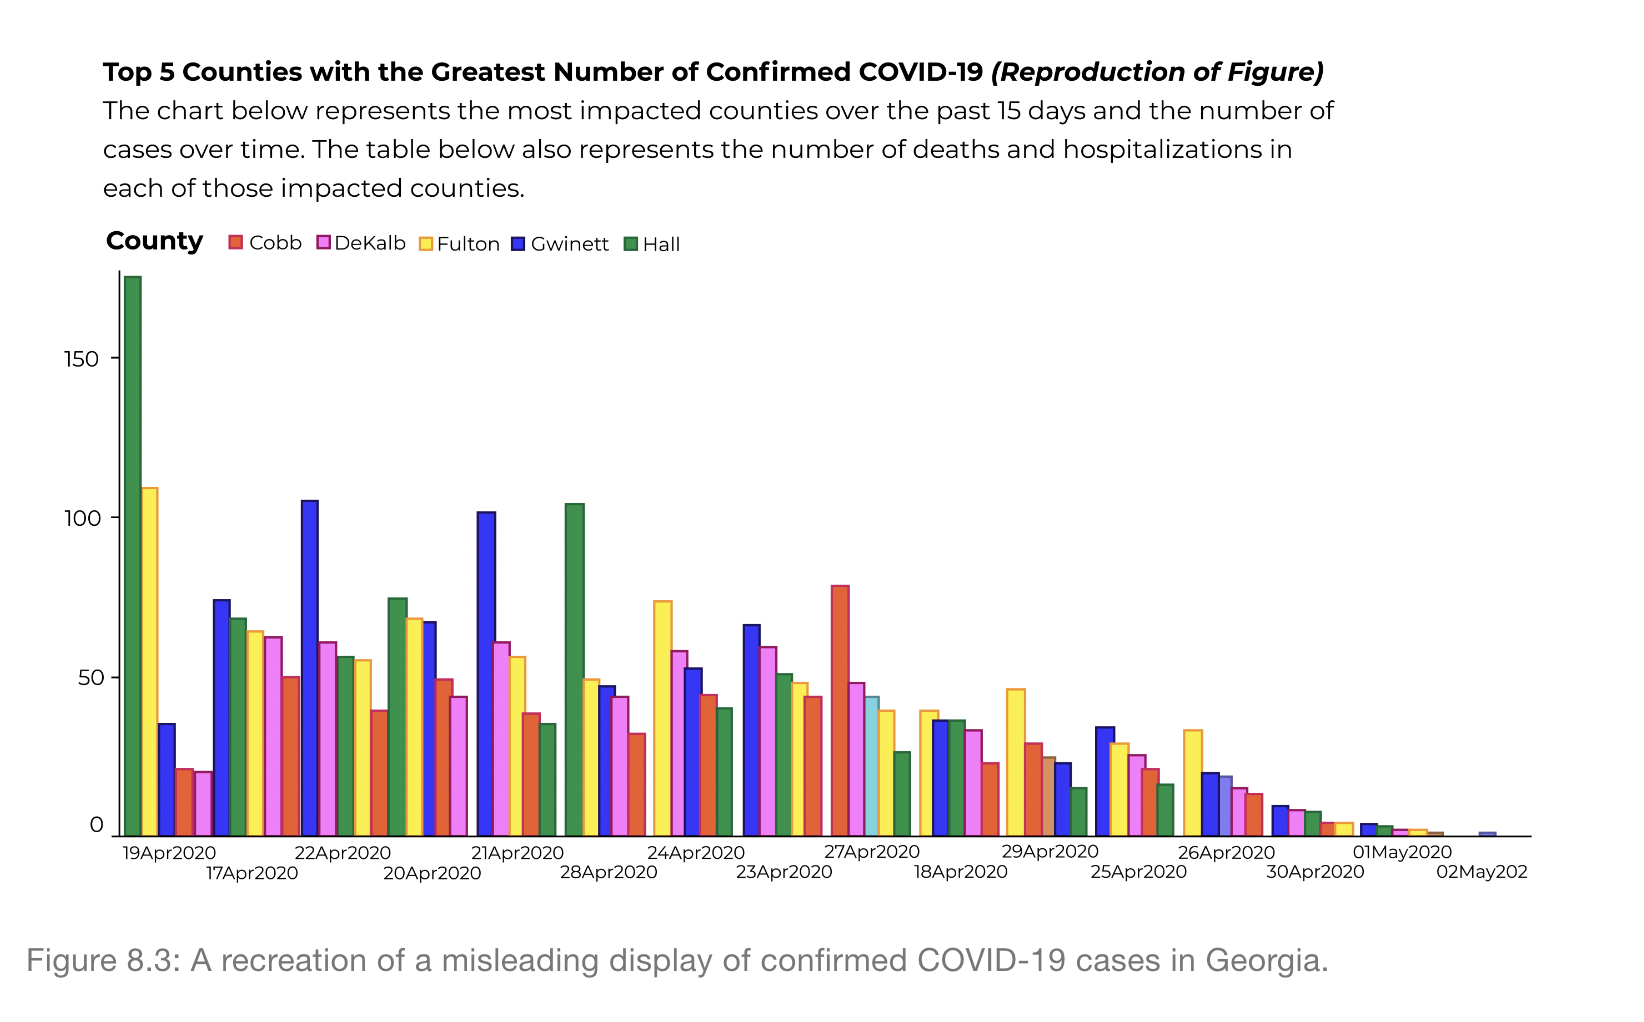 Top 5 Counties with the Greatest Number of Confirmed COVID-19 (Reproduction of Figure)
The chart below represents the most impacted counties over the past 15 days and the number of
cases over time. The table below also represents the number of deaths and hospitalizations in
each of those impacted counties.
County Cobb DeKalb Fulton Gwinett Hall
150
100
50
0
19Apr2020 22Apr2020 21Apr2020 24Apr2020 27Apr2020 29Apr2020 26Apr2020 01May2020
17Apr2020 20Apr2020 28Apr2020 23Apr2020 18Apr2020 25Apr2020 30Apr2020 02May202
Figure 8.3: A recreation of a misleading display of confirmed COVID-19 cases in Georgia.